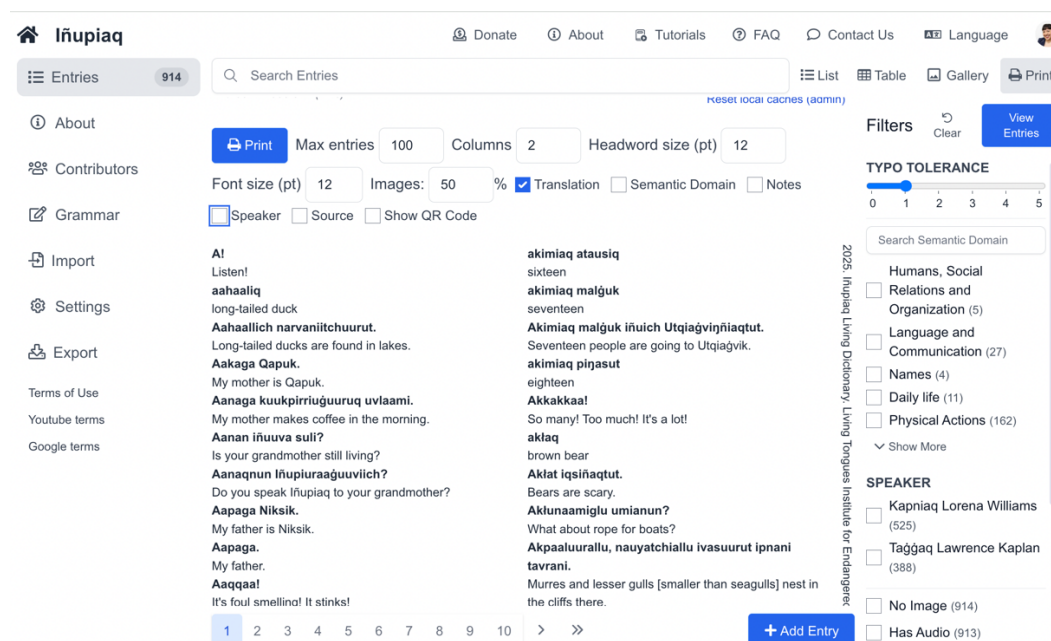 Iñupiaq
Donate
About
Tutorials
FAQ
Contact Us
Language
Entries 914
Search Entries
List
Table
Gallery
Print
About
Contributors
Grammar
Import
Settings
Export
Terms of Use
Youtube terms
Google terms
Reset local caches (admin)
Print Max entries 100 Columns 2 Headword size (pt) 12
Font size (pt) 12 Images: 50 % Translation Semantic Domain Notes
Speaker Source Show QR Code
A!
Listen!
aahaaliq
long-tailed duck
Aahaallich narvaniitchuurut.
Long-tailed ducks are found in lakes.
Aakaga Qapuk.
My mother is Qapuk.
Aanaga kuukpirriuġuuruq uvlaami.
My mother makes coffee in the morning.
Aanan iñuuva suli?
Is your grandmother still living?
Aanaqnun Iñupiuraaġuuviich?
Do you speak Iñupiaq to your grandmother?
Aapaga Niksik.
My father is Niksik.
Aapaga.
My father.
Aaqqaa!
It's foul smelling! It stinks!
akimiaq atausiq
sixteen
akimiaq malġuk
seventeen
Akimiaq malġuk iñuich Utqiaġviŋñiaqtut.
Seventeen people are going to Utqiaġvik.
akimiaq piŋasut
eighteen
Akkakkaa!
So many! Too much! It's a lot!
akłaq
brown bear
Akłat iqsiñaqtut.
Bears are scary.
Akłunaamiglu umianun?
What about rope for boats?
Akpaaluurallu, nauyatchiallu ivasuurut ipnani
tavrani.
Murres and lesser gulls [smaller than seagulls] nest in
the cliffs there.
2025. Iñupiaq Living Dictionary. Living Tongues Institute for Endangered
1 2 3 4 5 6 7 8 9 10
+ Add Entry
Filters
Clear
View
Entries
TYPO TOLERANCE
0 1 2 3 4 5
Search Semantic Domain
Humans, Social
Relations and
Organization (5)
Language and
Communication (27)
Names (4)
Daily life (11)
Physical Actions (162)
Show More
SPEAKER
Kapniaq Lorena Williams
(525)
Taġġaq Lawrence Kaplan
(388)
No Image (914)
Has Audio (913)